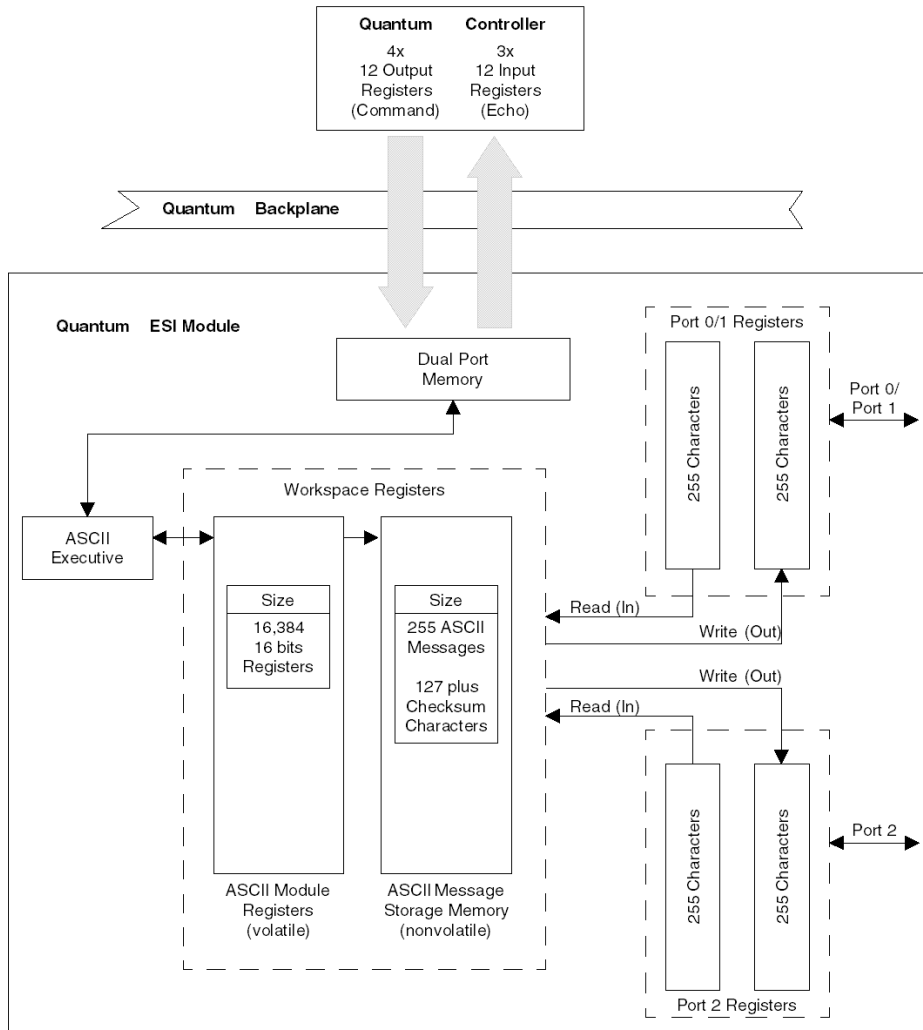 Quantum Controller
4x 3x
12 Output 12 Input
Registers Registers
(Command) (Echo)
Quantum Backplane
Quantum ESI Module
Dual Port
Memory
Port 0/1 Registers
255 Characters
255 Characters
Port 0/
Port 1
Workspace Registers
ASCII
Executive
Size
16,384
16 bits
Registers
Size
255 ASCII
Messages
127 plus
Checksum
Characters
Read (In)
Write (Out)
Write (Out)
Read (In)
255 Characters
255 Characters
Port 2
ASCII Module
Registers
(volatile)
ASCII Message
Storage Memory
(nonvolatile)
Port 2 Registers